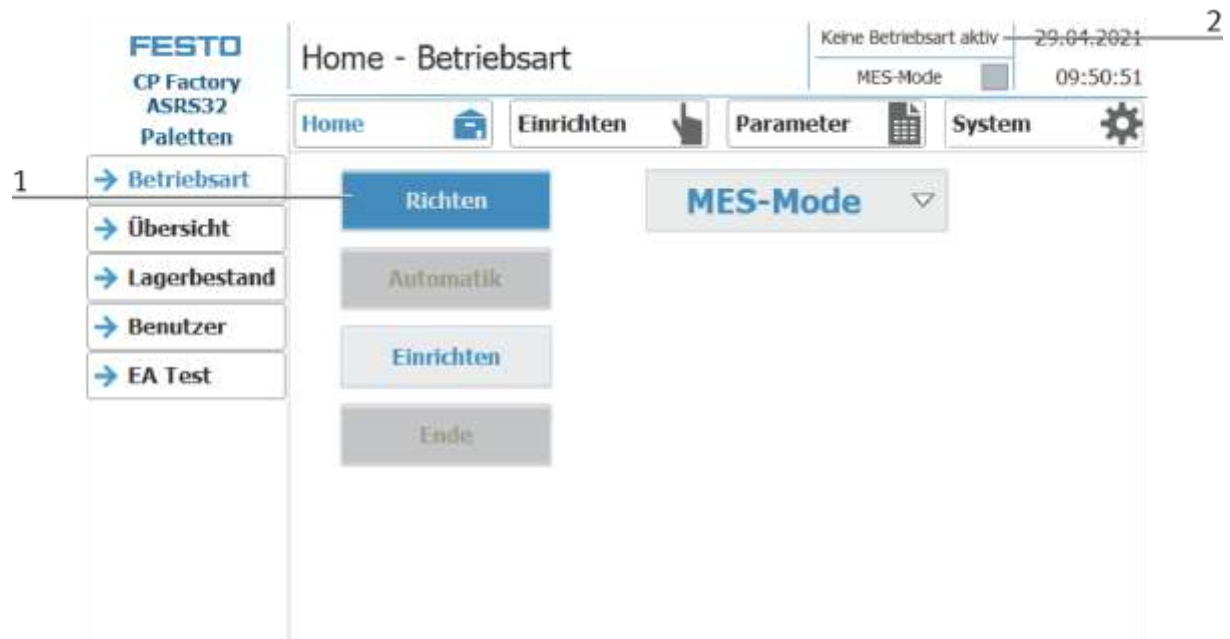 FESTO
CP Factory
ASRS32
Paletten
Home - Betriebsart
Keine Betriebsart aktiv
29.04.2021
2
MES-Mode
09:50:51
Home
Einrichten
Parameter
System
1
Betriebsart
Übersicht
Lagerbestand
Benutzer
EA Test
Richten
MES-Mode
Automatik
Einrichten
Ende